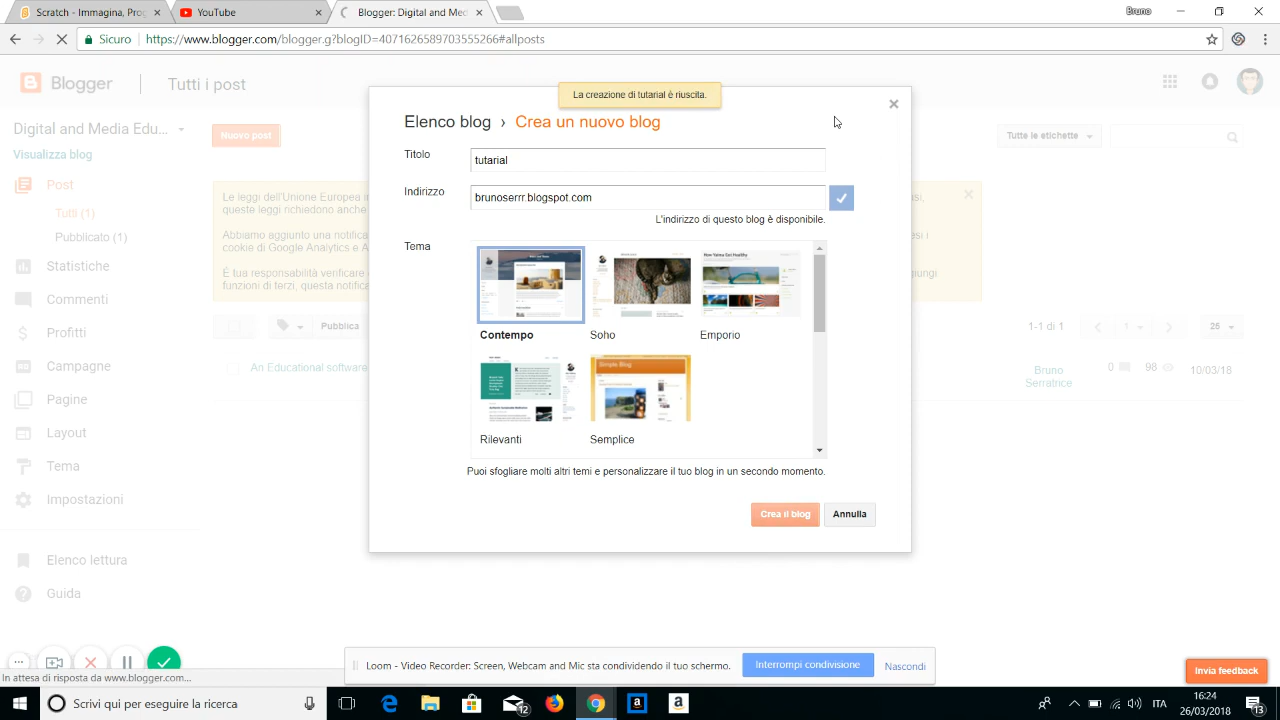 Scratch - Immagina, Prog
YouTube
Blogger: Digital and Med
Bruno
Sicuro
https://www.blogger.com/blogger.g?blogID=4071626589703555266#allposts
Blogger
Tutti i post
La creazione di tutarial è riuscita.
Elenco blog › Crea un nuovo blog
Digital and Media Edu...
Nuovo post
Tutte le etichette
Visualizza blog
Titolo
tutarial
Indirizzo
brunoserrr.blogspot.com
L'indirizzo di questo blog è disponibile.
Post
Tutti (1)
Pubblicato (1)
Le leggi dell'Unione Europea
queste leggi richiedono anche
Abbiamo aggiunto una notifica
cookie di Google Analytics e A
È tua responsabilità verificare
funzioni di terzi, questa notifica
Tema
Contempo
Soho
Emporio
How Yalma Eat Healthy
Simple Blog
Rilevanti
Semplice
Puoi sfogliare molti altri temi e personalizzare il tuo blog in un secondo momento.
Crea il blog
Annulla
Statistiche
Commenti
Profitti
Campagne
Pagine
Layout
Tema
Impostazioni
Elenco lettura
Guida
Pubblica
1-1 di 1
1
25
An Educational software
Bruno
Serratrice
0
98
10/03/18
Loom - Video Recorder: Screen, Webcam and Mic sta condividendo il tuo schermo.
Interrompi condivisione
Nascondi
Invia feedback
In attesa di risposta da www.blogger.com...
Scrivi qui per eseguire la ricerca
12
ITA
16:24
26/03/2018
13